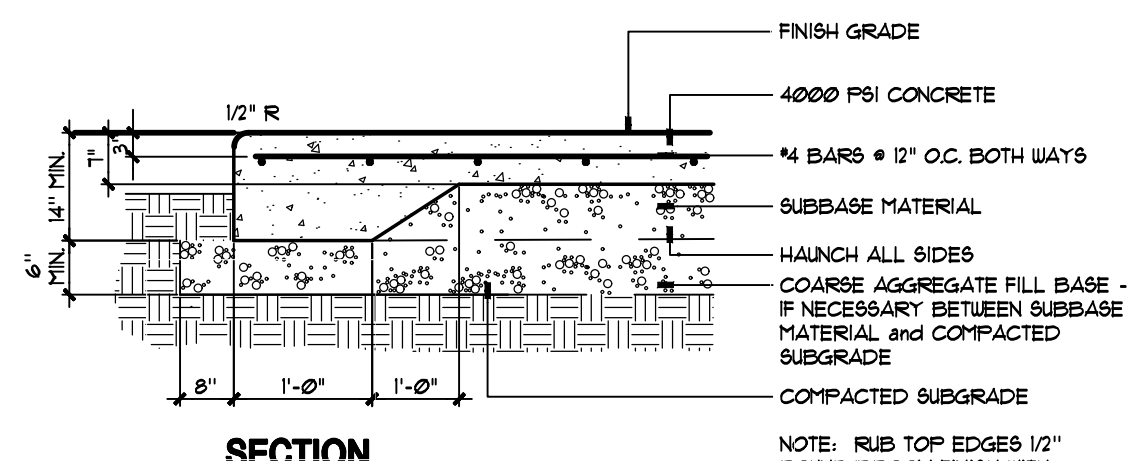 FINISH GRADE
1/2" R
4000 PSI CONCRETE
3"
7"
#4 BARS @ 12" O.C. BOTH WAYS
14" MIN.
SUBBASE MATERIAL
HAUNCH ALL SIDES
6" MIN.
COARSE AGGREGATE FILL BASE -
IF NECESSARY BETWEEN SUBBASE
MATERIAL and COMPACTED
SUBGRADE
8"
1'-0"
1'-0"
COMPACTED SUBGRADE
SECTION
NOTE: RUB TOP EDGES 1/2"